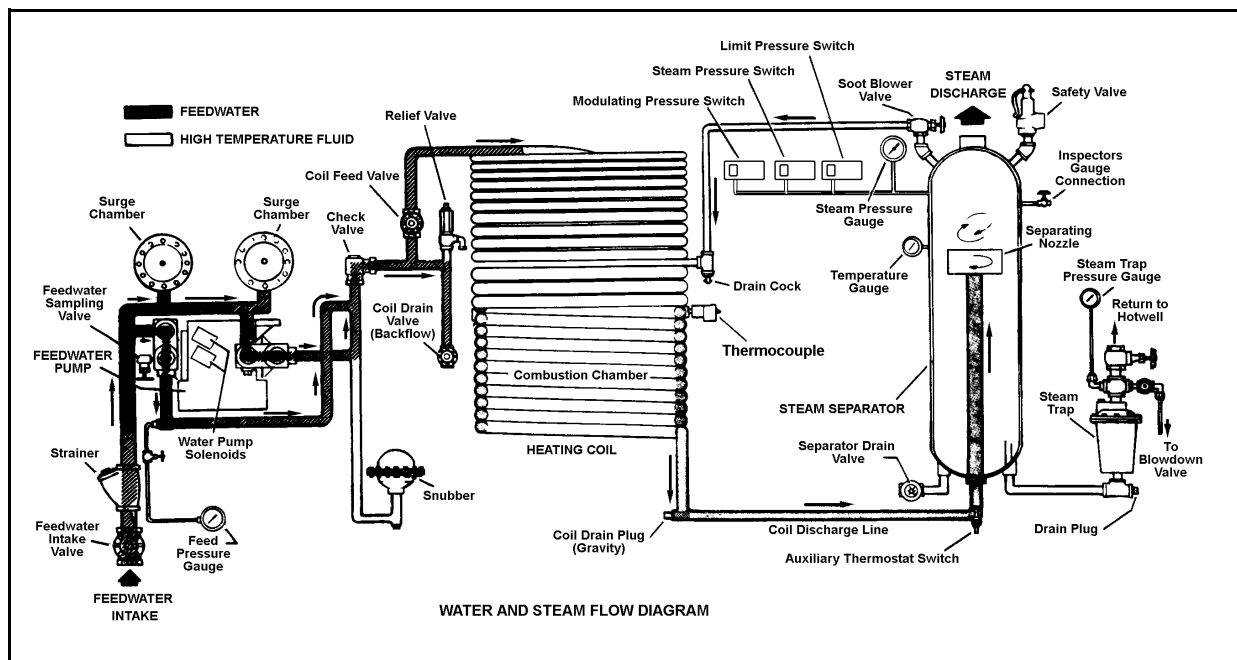 Limit Pressure Switch
Steam Pressure Switch
Modulating Pressure Switch
Soot Blower
Valve
STEAM
DISCHARGE
Safety Valve
FEEDWATER
HIGH TEMPERATURE FLUID
Relief Valve
Coil Feed Valve
Inspectors
Gauge
Connection
Surge
Chamber
Surge
Chamber
Check
Valve
Steam Pressure
Gauge
Separating
Nozzle
Temperature
Gauge
Steam Trap
Pressure Gauge
Feedwater
Sampling
Valve
Drain Cock
Return to
Hotwell
Coil Drain
Valve
(Backflow)
FEEDWATER
PUMP
Thermocouple
Combustion Chamber
STEAM SEPARATOR
Steam
Trap
Water Pump
Solenoids
HEATING COIL
To
Blowdown
Valve
Strainer
Separator Drain
Valve
Snubber
Feedwater
Intake
Valve
Feed
Pressure
Gauge
Coil Drain Plug
(Gravity)
Coil Discharge Line
Drain Plug
Auxiliary Thermostat Switch
FEEDWATER
INTAKE
WATER AND STEAM FLOW DIAGRAM